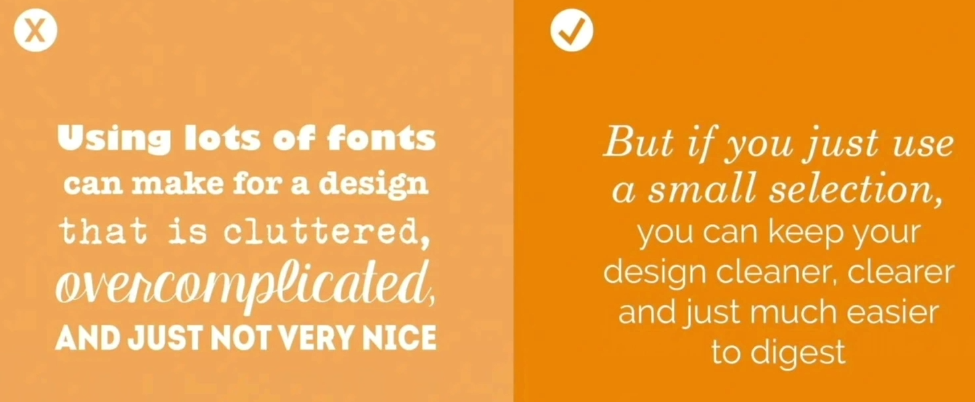 X
Using lots of fonts
can make for a design
that is cluttered,
overcomplicated,
AND JUST NOT VERY NICE
But if you just use
a small selection,
you can keep your
design cleaner, clearer
and just much easier
to digest